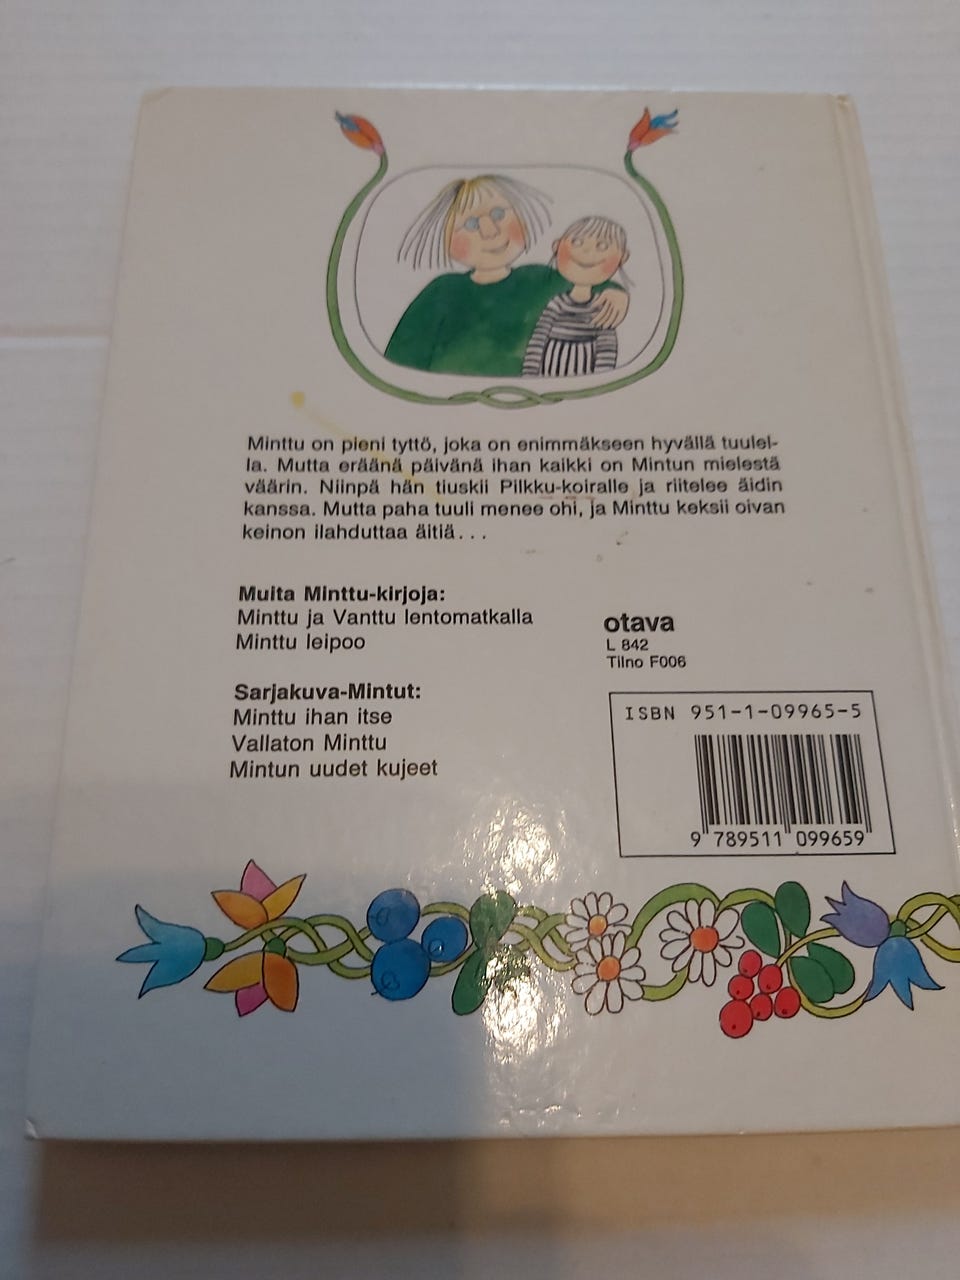 Minttu on pieni tyttö, joka on enimmäkseen hyvällä tuulel-
la. Mutta eräänä päivänä ihan kaikki on Mintun mielestä
väärin. Niinpä hän tiuskii Pilkku-koiralle ja riitelee äidin
kanssa. Mutta paha tuuli menee ohi, ja Minttu keksii oivan
keinon ilahduttaa äitiä...
Muita Minttu-kirjoja:
Minttu ja Vanttu lentomatkalla
Minttu leipoo
Sarjakuva-Mintut:
Minttu ihan itse
Vallaton Minttu
Mintun uudet kujeet
otava
L 842
Tilno F006
ISBN 951-1-09965-5
9 789511 099659